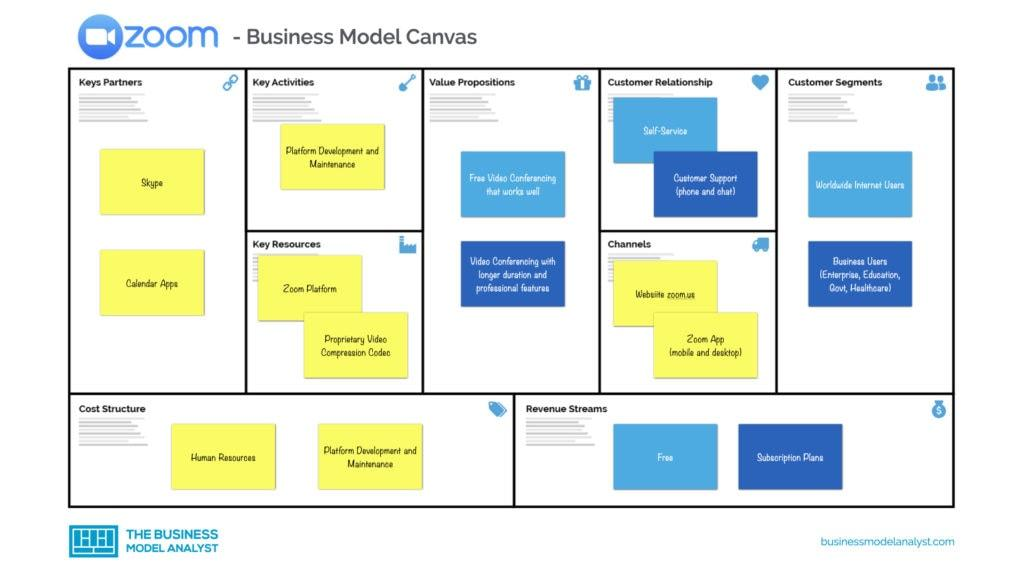 zoom - Business Model Canvas
Keys Partners
Skype
Calendar Apps
Key Activities
Platform Development and
Maintenance
Key Resources
Zoom Platform
Proprietary Video
Compression Codec
Value Propositions
Free Video Conferencing
that works well
Video Conferencing with
longer duration and
professional features
Customer Relationship
Self-Service
Customer Support
(phone and chat)
Channels
Websiite zoom.us
Zoom App
(mobile and desktop)
Customer Segments
Worldwide Internet Users
Business Users
(Enterprise, Education,
Govt, Healthcare)
Cost Structure
Human Resources
Platform Development and
Maintenance
Revenue Streams
Free
Subscription Plans
THE BUSINESS
MODEL ANALYST
businessmodelanalyst.com